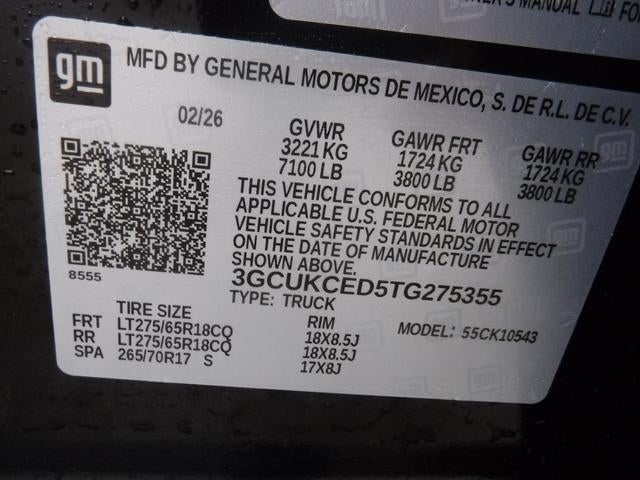 NER'S MANUAL
FO
gm
MFD BY GENERAL MOTORS DE MEXICO, S. DE R.L. DE C.V.
02/26
GVWR GAWR FRT GAWR RR
3221 KG 1724 KG 1724 KG
7100 LB 3800 LB 3800 LB
THIS VEHICLE CONFORMS TO ALL
APPLICABLE U.S. FEDERAL MOTOR
VEHICLE SAFETY STANDARDS IN EFFECT
ON THE DATE OF MANUFACTURE
SHOWN ABOVE.
8555
3GCUKCED5TG275355
TYPE: TRUCK
TIRE SIZE RIM MODEL: 55CK10543
FRT LT275/65R18CQ 18X8.5J
RR LT275/65R18CQ 18X8.5J
SPA 265/70R17 S 17X8J